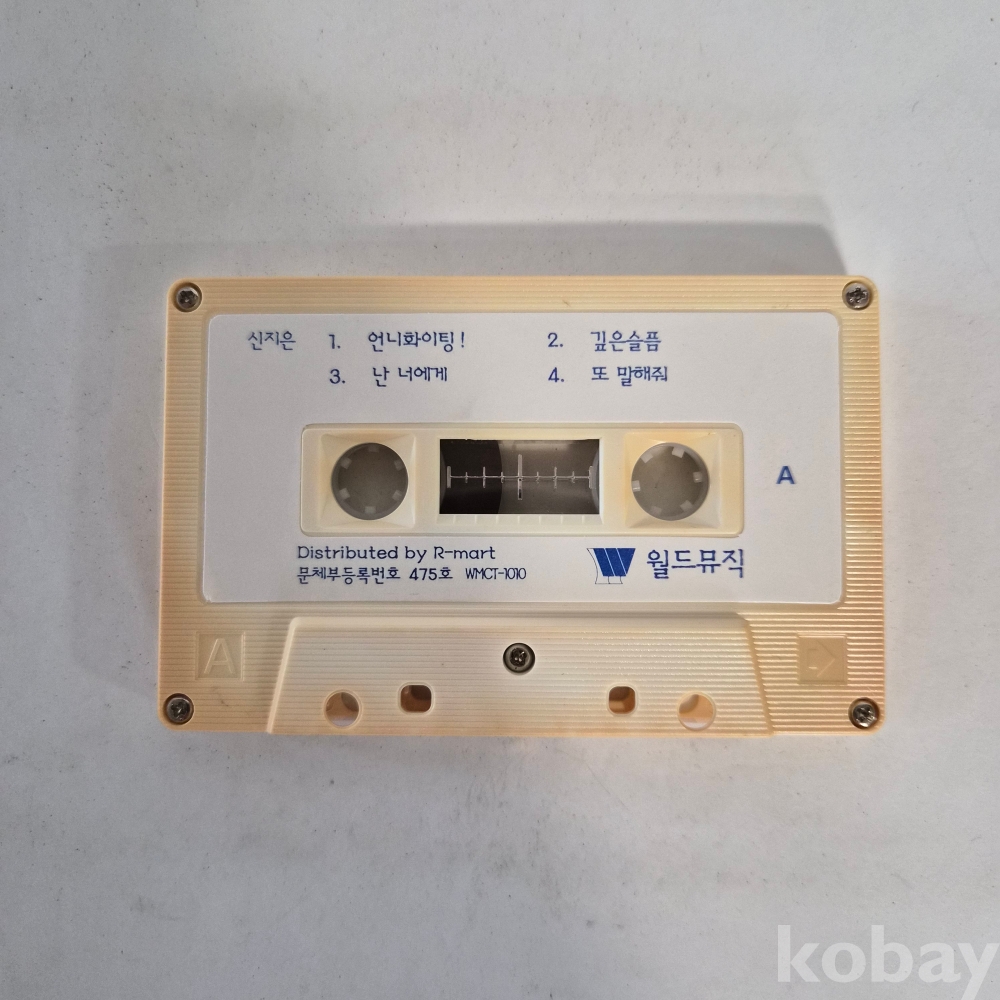 신지은 1. 언니화이팅! 2. 깊은슬픔
3. 난 너에게 4. 또 말해줘
A
Distributed by R-mart
문체부등록번호 475호 WMCT-1010
월드뮤직
A
kobay